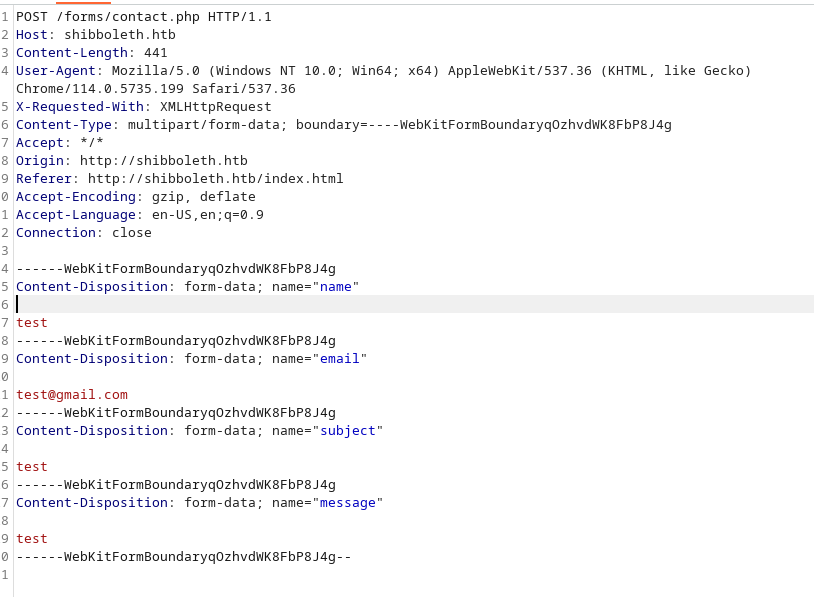 1 POST /forms/contact.php HTTP/1.1
2 Host: shibboleth.htb
3 Content-Length: 441
4 User-Agent: Mozilla/5.0 (Windows NT 10.0; Win64; x64) AppleWebKit/537.36 (KHTML, like Gecko)
Chrome/114.0.5735.199 Safari/537.36
5 X-Requested-With: XMLHttpRequest
6 Content-Type: multipart/form-data; boundary=----WebKitFormBoundaryqOzhvdWK8FbP8J4g
7 Accept: */*
8 Origin: http://shibboleth.htb
9 Referer: http://shibboleth.htb/index.html
0 Accept-Encoding: gzip, deflate
1 Accept-Language: en-US,en;q=0.9
2 Connection: close
3
4 ------WebKitFormBoundaryqOzhvdWK8FbP8J4g
5 Content-Disposition: form-data; name="name"
6
7 test
8 ------WebKitFormBoundaryqOzhvdWK8FbP8J4g
9 Content-Disposition: form-data; name="email"
0
1 test@gmail.com
2 ------WebKitFormBoundaryqOzhvdWK8FbP8J4g
3 Content-Disposition: form-data; name="subject"
4
5 test
6 ------WebKitFormBoundaryqOzhvdWK8FbP8J4g
7 Content-Disposition: form-data; name="message"
8
9 test
0 ------WebKitFormBoundaryqOzhvdWK8FbP8J4g--
1